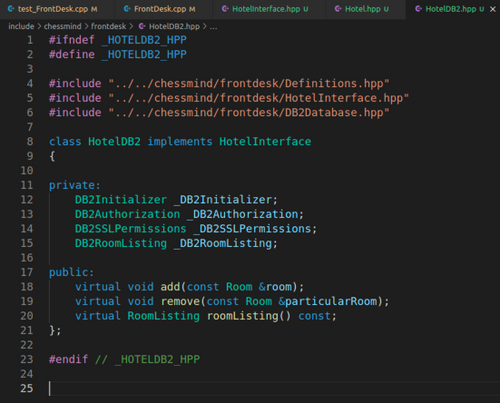 test_FrontDesk.cpp FrontDesk.cpp HotelInterface.hpp U Hotel.hpp U HotelDB2.hpp U
include > chessmind > frontdesk > HotelDB2.hpp > ...
1 #ifndef _HOTELDB2_HPP
2 #define _HOTELDB2_HPP
3
4 #include "../../chessmind/frontdesk/Definitions.hpp"
5 #include "../../chessmind/frontdesk/HotelInterface.hpp"
6 #include "../../chessmind/frontdesk/DB2Database.hpp"
7
8 class HotelDB2 implements HotelInterface
9 {
10
11 private:
12 DB2Initializer _DB2Initializer;
13 DB2Authorization _DB2Authorization;
14 DB2SSLPermissions _DB2SSLPermissions;
15 DB2RoomListing _DB2RoomListing;
16
17 public:
18 virtual void add(const Room &room);
19 virtual void remove(const Room &particularRoom);
20 virtual RoomListing roomListing() const;
21 };
22
23 #endif // _HOTELDB2_HPP
24
25